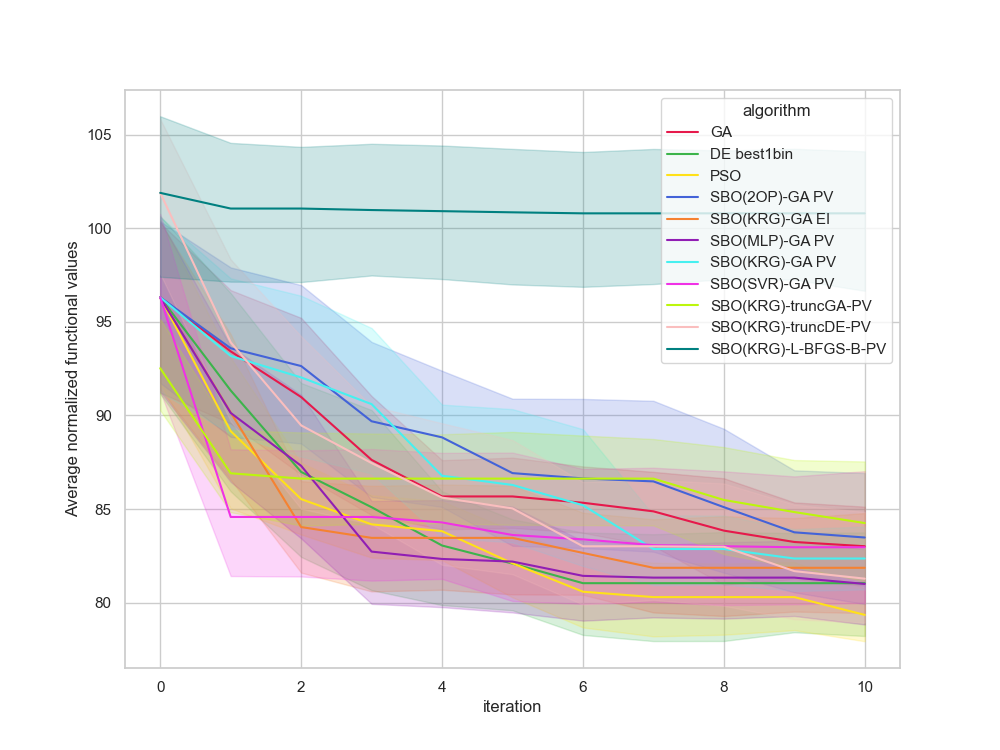 algorithm
GA
DE best1bin
PSO
SBO(2OP)-GA PV
SBO(KRG)-GA EI
SBO(MLP)-GA PV
SBO(KRG)-GA PV
SBO(SVR)-GA PV
SBO(KRG)-truncGA-PV
SBO(KRG)-truncDE-PV
SBO(KRG)-L-BFGS-B-PV
Average normalized functional values
105
100
95
90
85
80
0 2 4 6 8 10
iteration